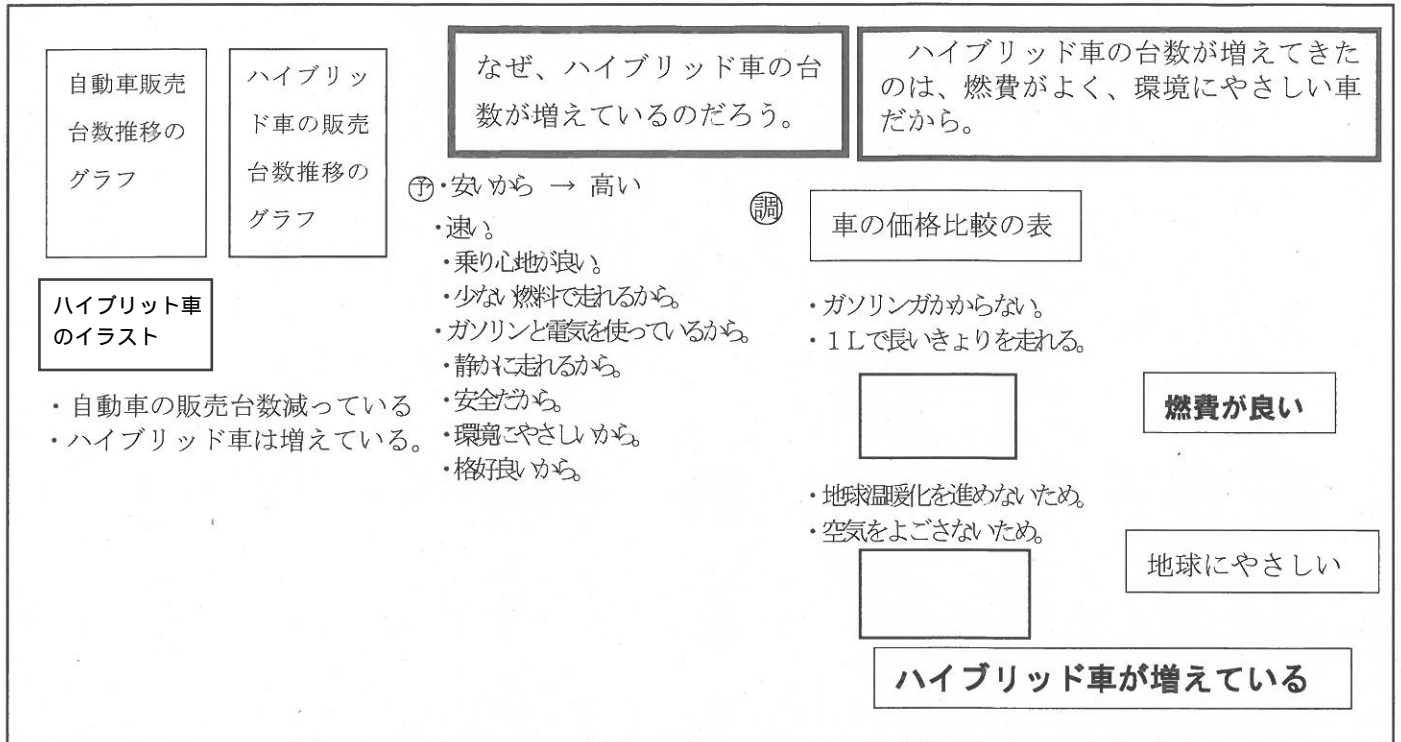 自動車販売
台数推移の
グラフ
ハイブリッ
ド車の販売
台数推移の
グラフ
ハイブリット車
のイラスト
・自動車の販売台数減っている
・ハイブリッド車は増えている。
なぜ、ハイブリッド車の台
数が増えているのだろう。
予・安いから → 高い
・速い。
・乗り心地が良い。
・少ない燃料で走れるから。
・ガソリンと電気を使っているから。
・静かに走れるから。
・安全だから。
・環境にやさしいから。
・格好良いから。
ハイブリッド車の台数が増えてきた
のは、燃費がよく、環境にやさしい車
だから。
調
車の価格比較の表
・ガソリンガかからない。
・１Ｌで長いきょりを走れる。
燃費が良い
・地球温暖化を進めないため。
・空気をよごさないため。
地球にやさしい
ハイブリッド車が増えている